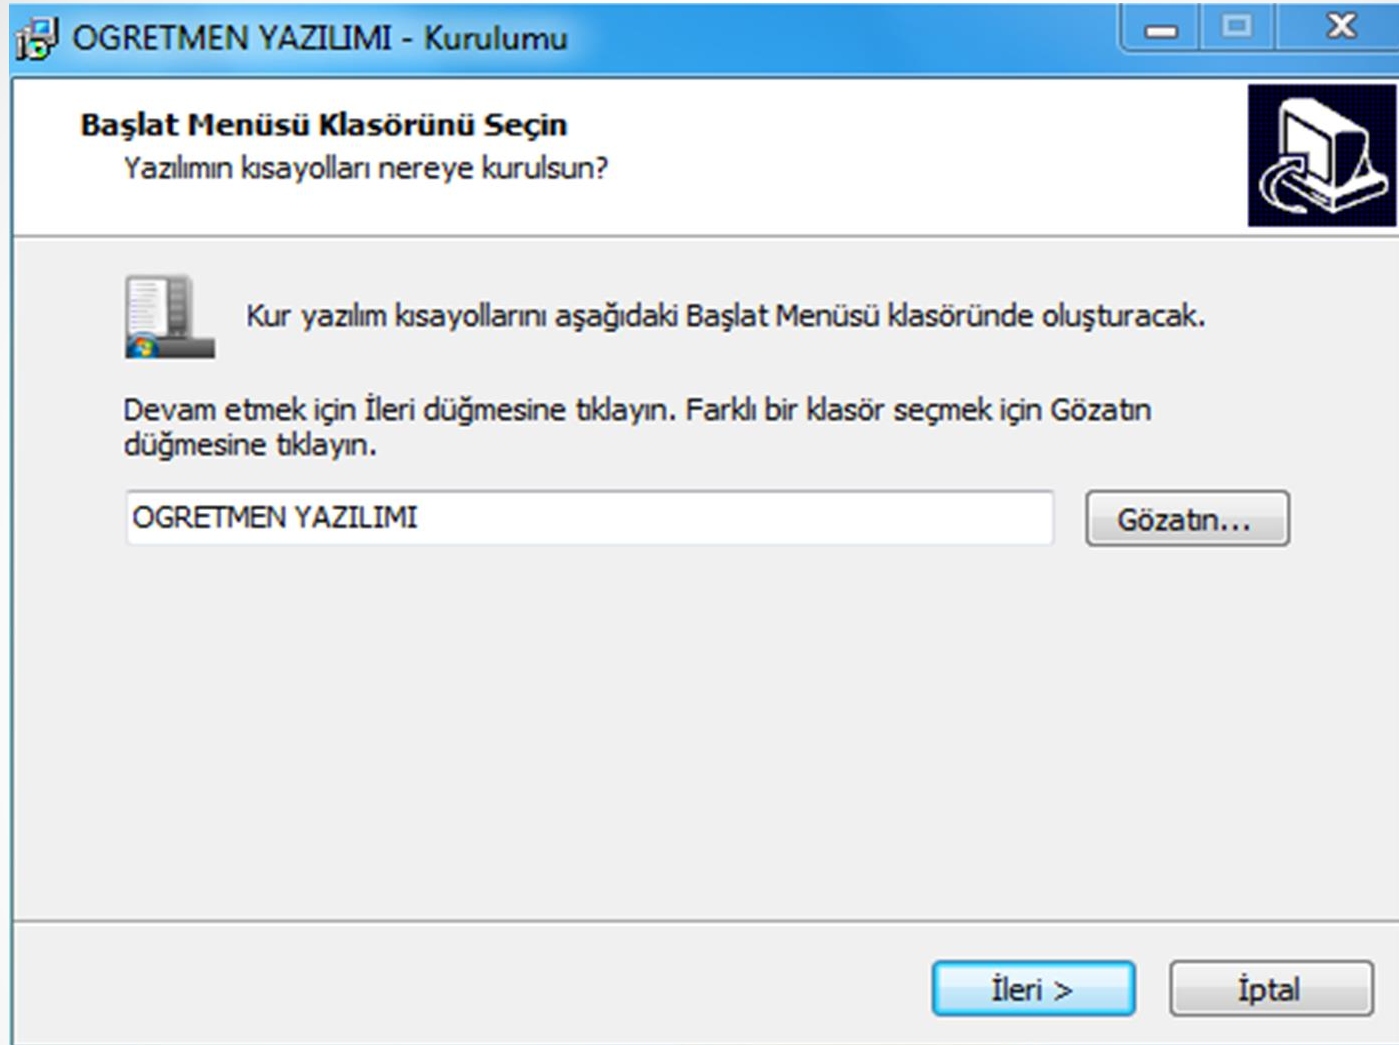 OGRETMEN YAZILIMI - Kurulumu
Başlat Menüsü Klasörünü Seçin
Yazılımın kısayolları nereye kurulsun?
Kur yazılım kısayollarını aşağıdaki Başlat Menüsü klasöründe oluşturacak.
Devam etmek için İleri düğmesine tıklayın. Farklı bir klasör seçmek için Gözatın
düğmesine tıklayın.
OGRETMEN YAZILIMI
Gözatın...
İleri >
İptal